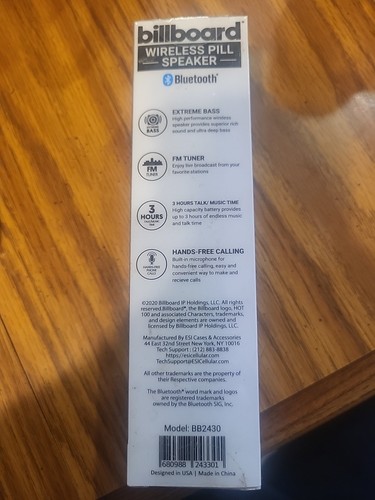 billboard®
WIRELESS PILL
SPEAKER
Bluetooth®
EXTREME BASS
High performance wireless
speaker provides superior rich
sound and ultra deep bass
BASS
FM TUNER
Enjoy live broadcast from your
favorite stations
FM
TUNER
3 HOURS TALK/ MUSIC TIME
High capacity battery provides
up to 3 hours of endless music
and talk time
3
HOURS
HANDS-FREE CALLING
Built in microphone for
hands-free calling, easy and
convenient way to make and
recieve calls
HANDS-FREE
PHONE
CALLS
©2020 Billboard IP Holdings, LLC. All rights
reserved.Billboard®, the Billboard logo, HOT
100 and associated Characters, trademarks,
and design elements are owned and
licensed by Billboard IP Holdings, LLC.
Manufactured By ESI Cases & Accessories
44 East 32nd Street New York, NY 10016
Tech Support : (212) 883-8838
https://esicellular.com
TechSupport@ESICellular.com
All other trademarks are the property of
their Respective companies.
The Bluetooth® word mark and logos
are registered trademarks
owned by the Bluetooth SIG, Inc.
Model: BB2430
680988 243301
Designed in USA | Made in China